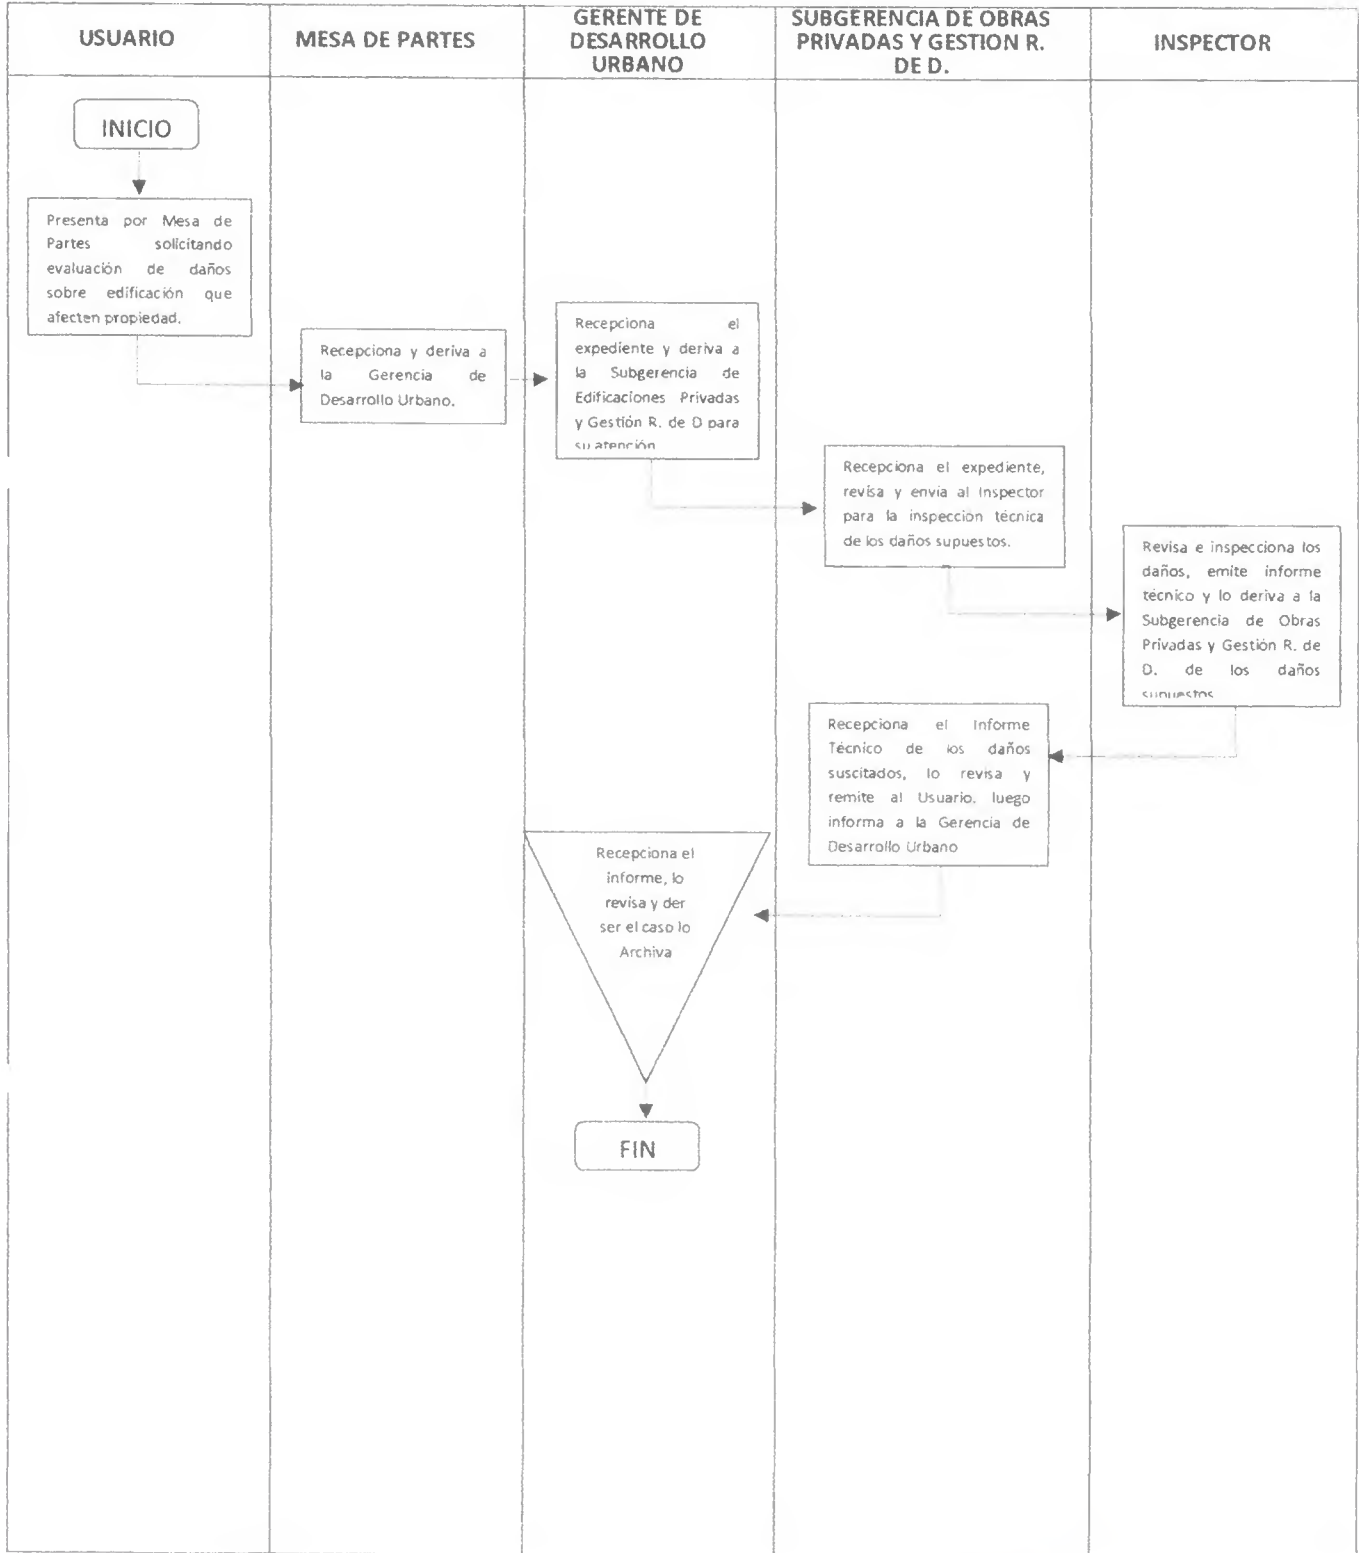 USUARIO
MESA DE PARTES
GERENTE DE
DESARROLLO
URBANO
SUBGERENCIA DE OBRAS
PRIVADAS Y GESTION R.
DE D.
INSPECTOR
INICIO
Presenta por Mesa de
Partes solicitando
evaluación de daños
sobre edificación que
afecten propiedad.
Recepciona y deriva a
la Gerencia de
Desarrollo Urbano.
Recepciona el
expediente y deriva a
la Subgerencia de
Edificaciones Privadas
y Gestión R. de D para
su atención
Recepciona el expediente,
revisa y envia al Inspector
para la inspección técnica
de los daños supuestos.
Revisa e inspecciona los
daños, emite informe
técnico y lo deriva a la
Subgerencia de Obras
Privadas y Gestión R. de
D. de los daños
supuestos
Recepciona el Informe
Técnico de los daños
suscitados, lo revisa y
remite al Usuario. luego
informa a la Gerencia de
Desarrollo Urbano
Recepciona el
informe, lo
revisa y der
ser el caso lo
Archiva
FIN